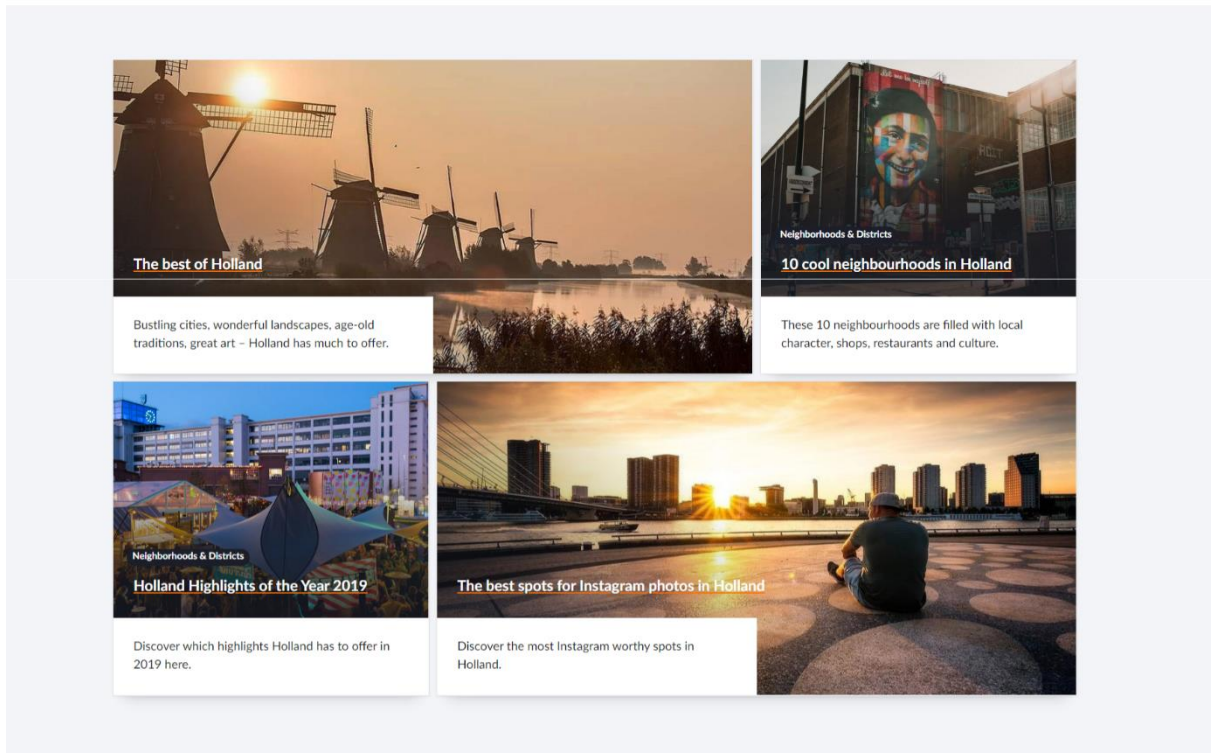 The best of Holland
Bustling cities, wonderful landscapes, age-old
traditions, great art – Holland has much to offer.
Neighborhoods & Districts
10 cool neighbourhoods in Holland
These 10 neighbourhoods are filled with local
character, shops, restaurants and culture.
Neighborhoods & Districts
Holland Highlights of the Year 2019
Discover which highlights Holland has to offer in
2019 here.
The best spots for Instagram photos in Holland
Discover the most Instagram worthy spots in
Holland.